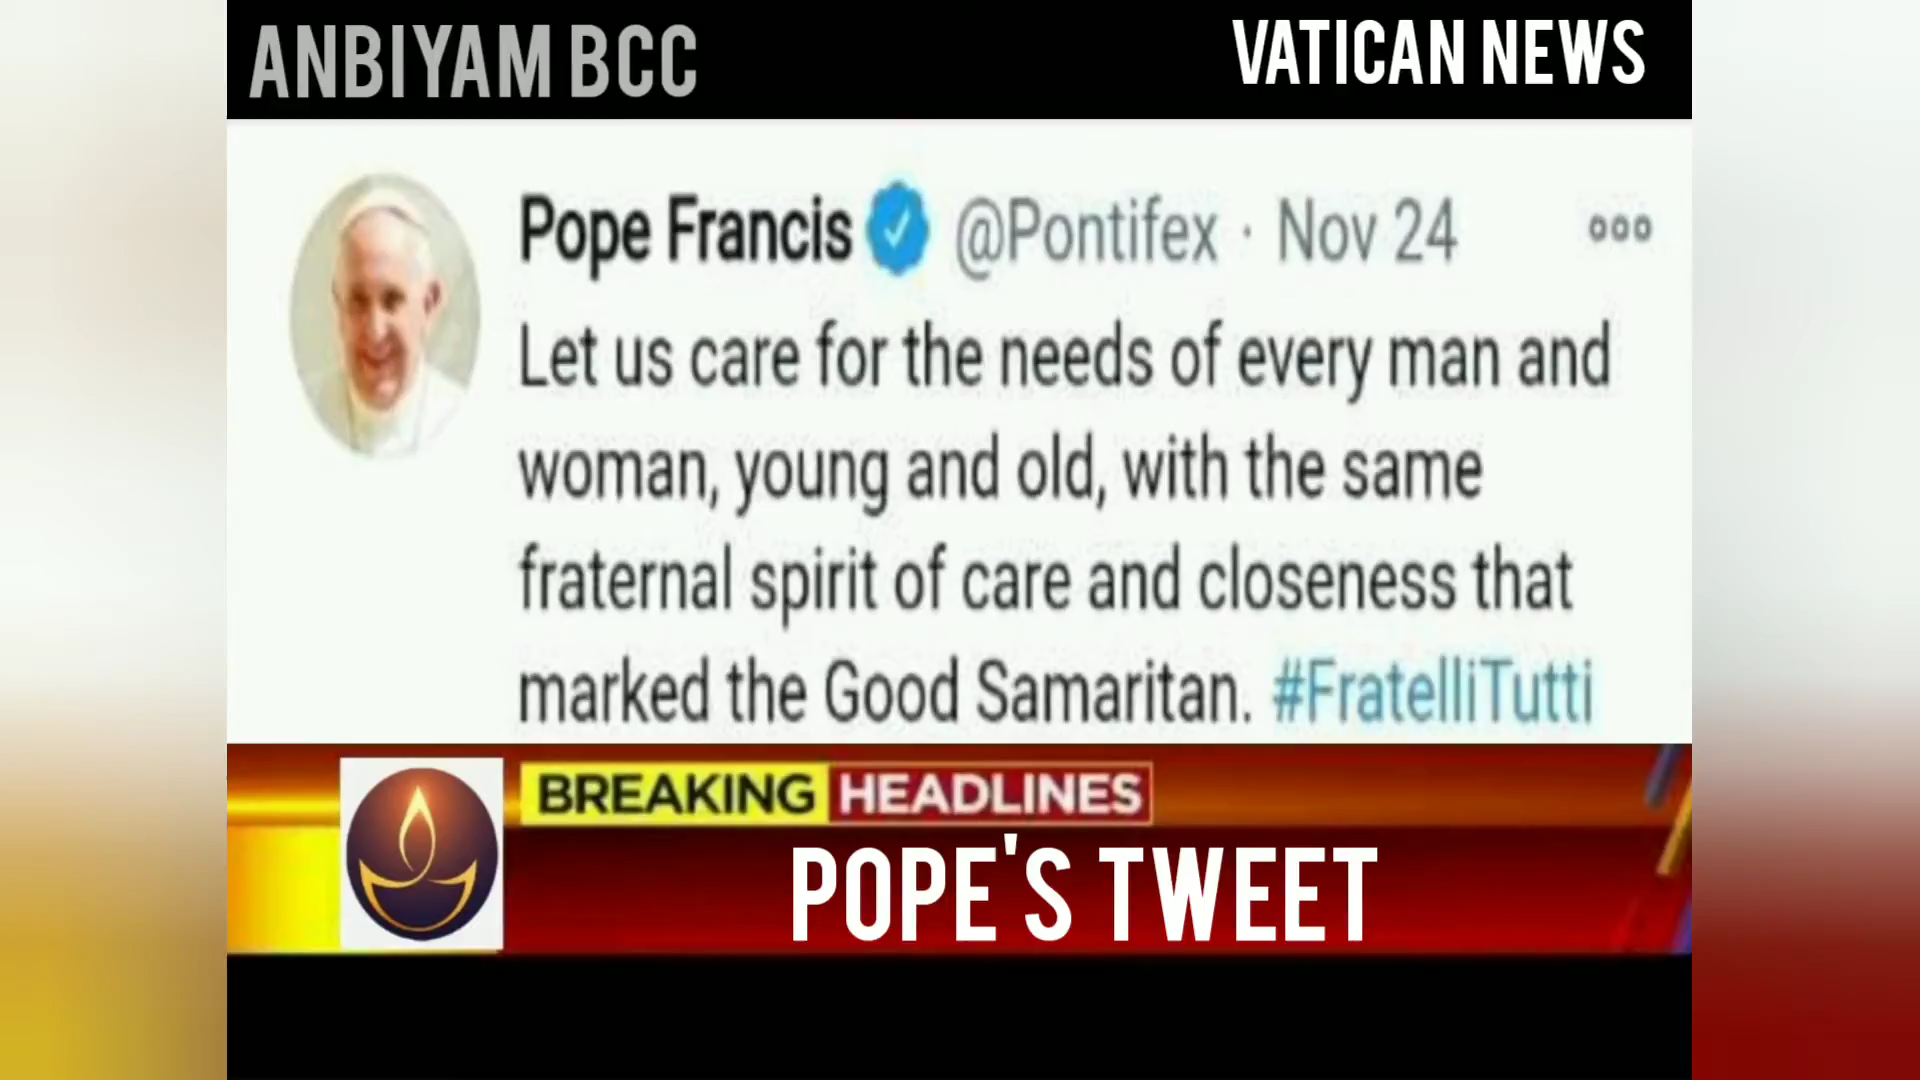 ANBIYAM BCC
VATICAN NEWS
Pope Francis @Pontifex · Nov 24
Let us care for the needs of every man and
woman, young and old, with the same
fraternal spirit of care and closeness that
marked the Good Samaritan. #FratelliTutti
BREAKING HEADLINES
POPE'S TWEET